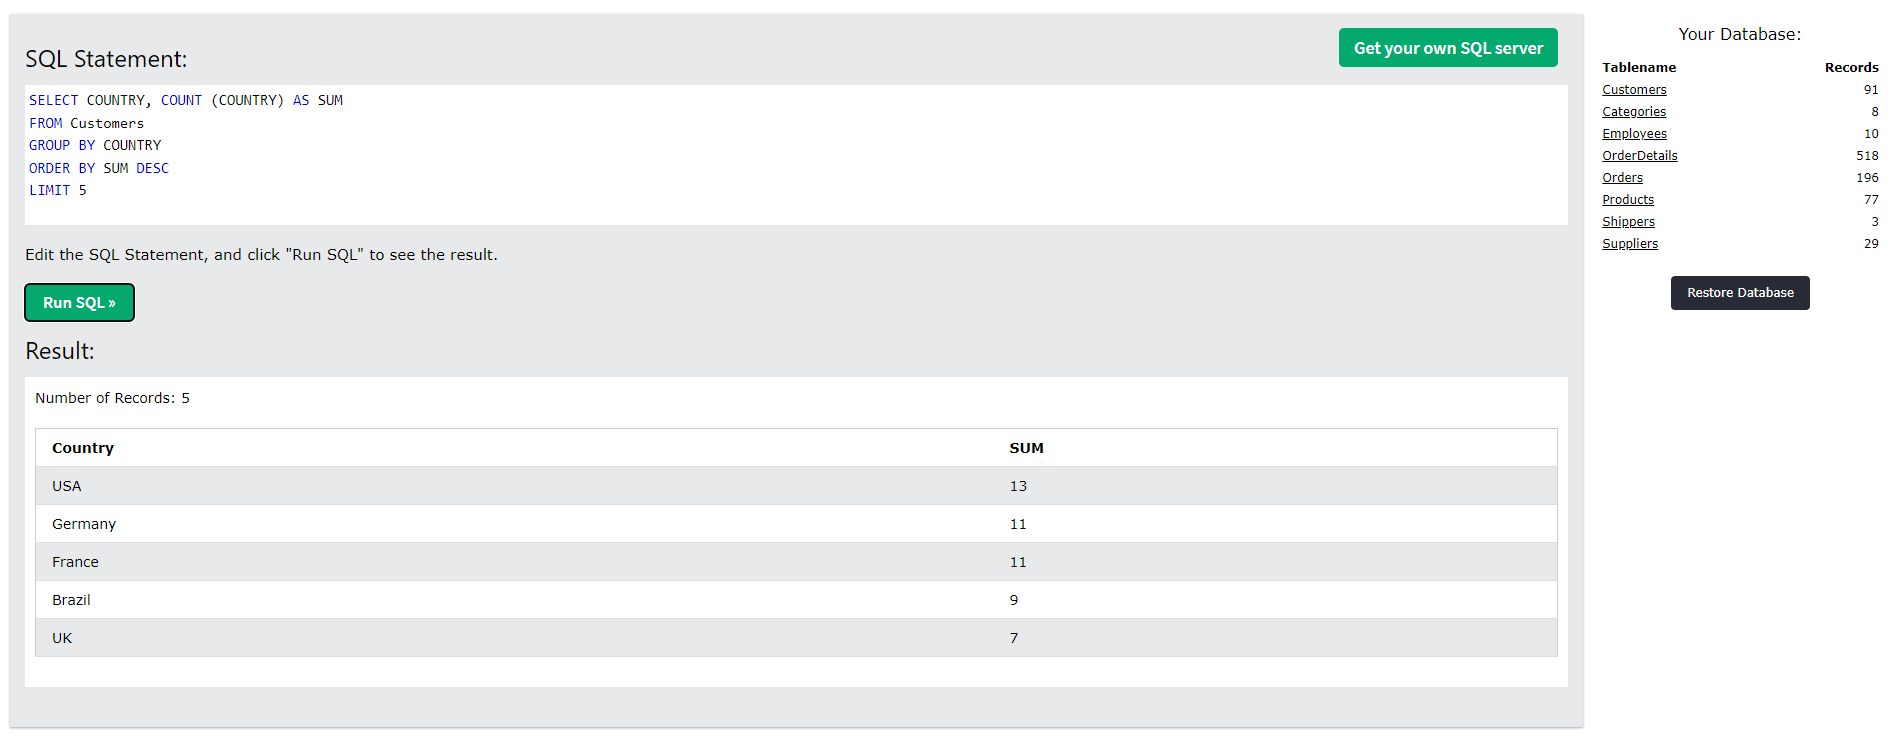 Get your own SQL server
SQL Statement:
SELECT COUNTRY, COUNT (COUNTRY) AS SUM
FROM Customers
GROUP BY COUNTRY
ORDER BY SUM DESC
LIMIT 5
Edit the SQL Statement, and click "Run SQL" to see the result.
Run SQL »
Result:
Number of Records: 5
Country SUM
USA 13
Germany 11
France 11
Brazil 9
UK 7
Your Database:
Tablename Records
Customers 91
Categories 8
Employees 10
OrderDetails 518
Orders 196
Products 77
Shippers 3
Suppliers 29
Restore Database